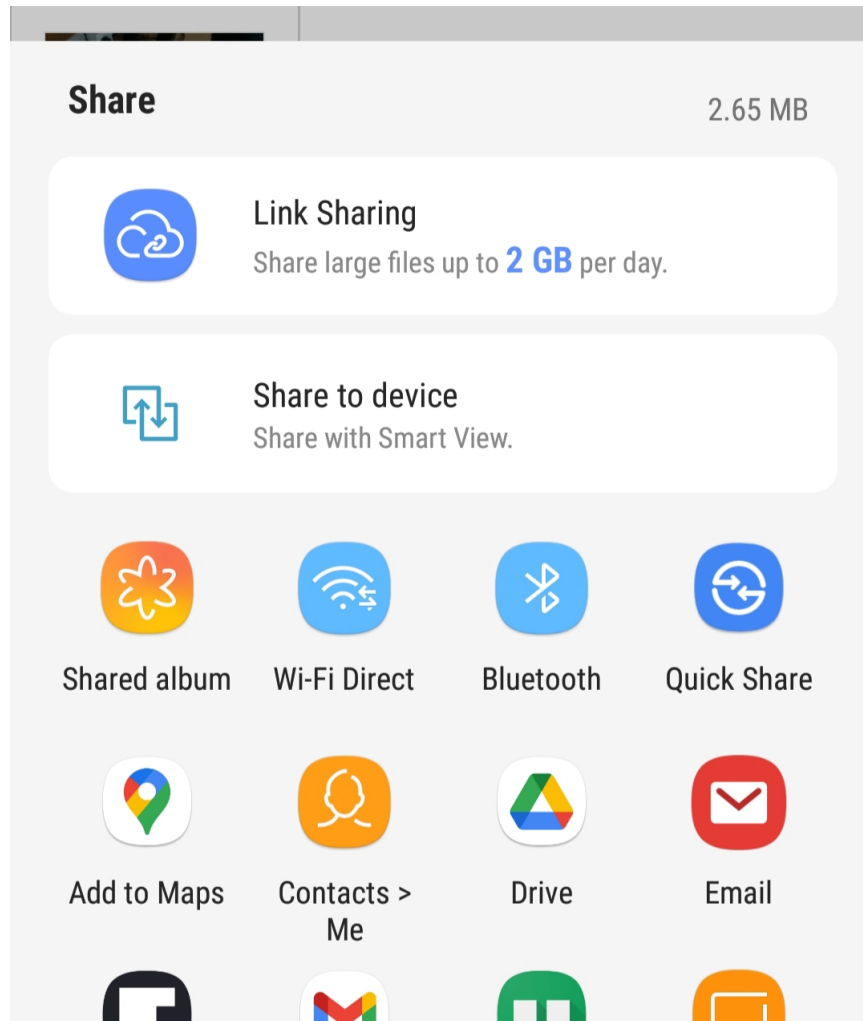 Share
2.65 MB
Link Sharing
Share large files up to 2 GB per day.
Share to device
Share with Smart View.
Shared album
Wi-Fi Direct
Bluetooth
Quick Share
Add to Maps
Contacts >
Me
Drive
Email